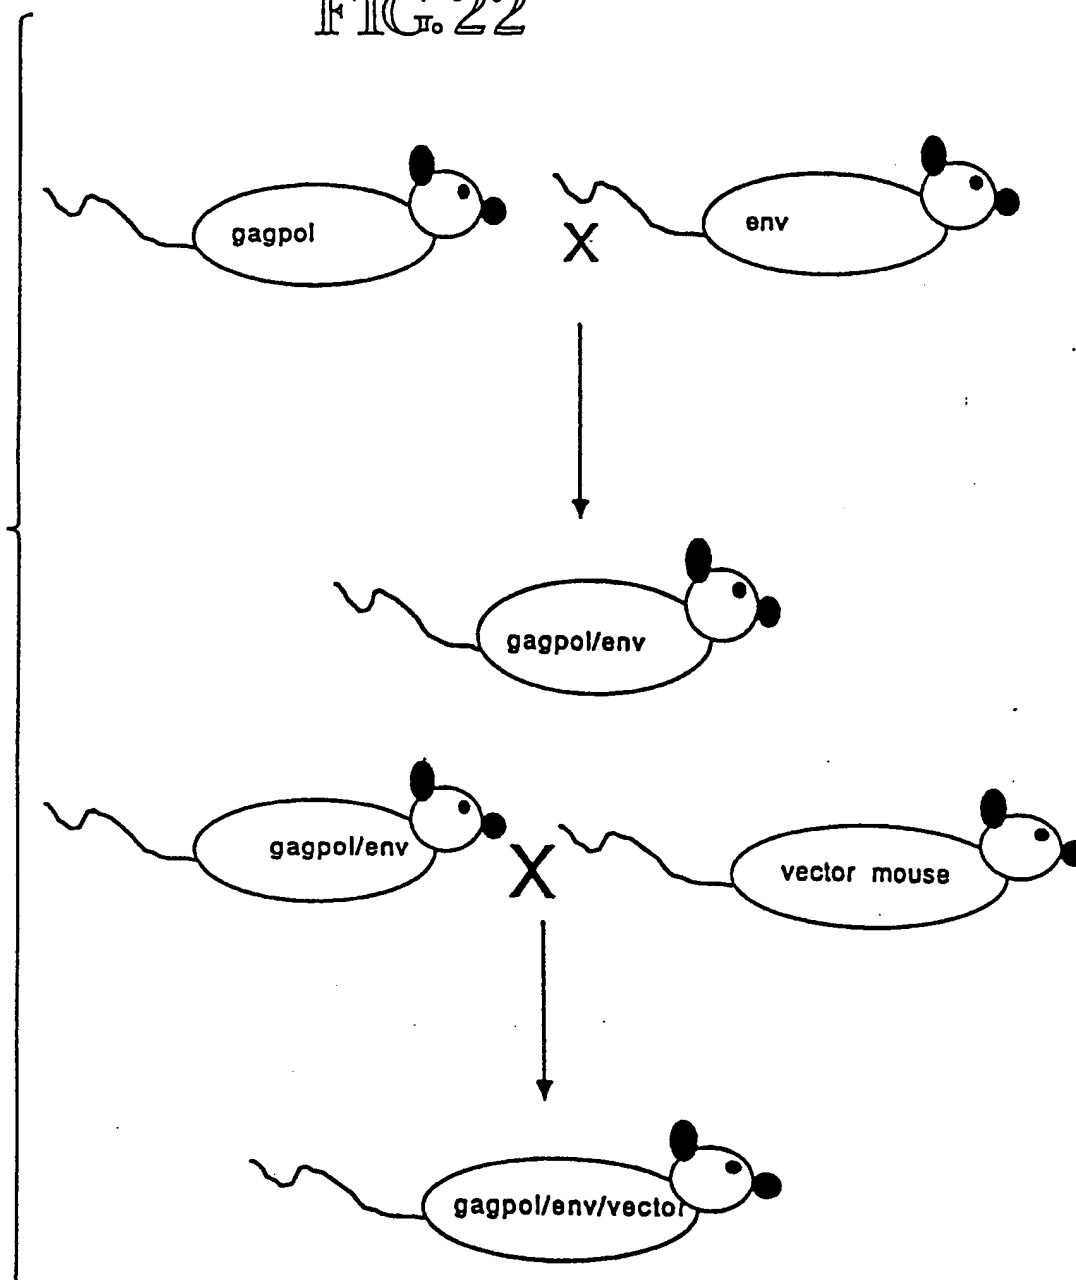 FIG. 22
gagpol
X
env
gagpol/env
gagpol/env
X
vector mouse
gagpol/env/vector